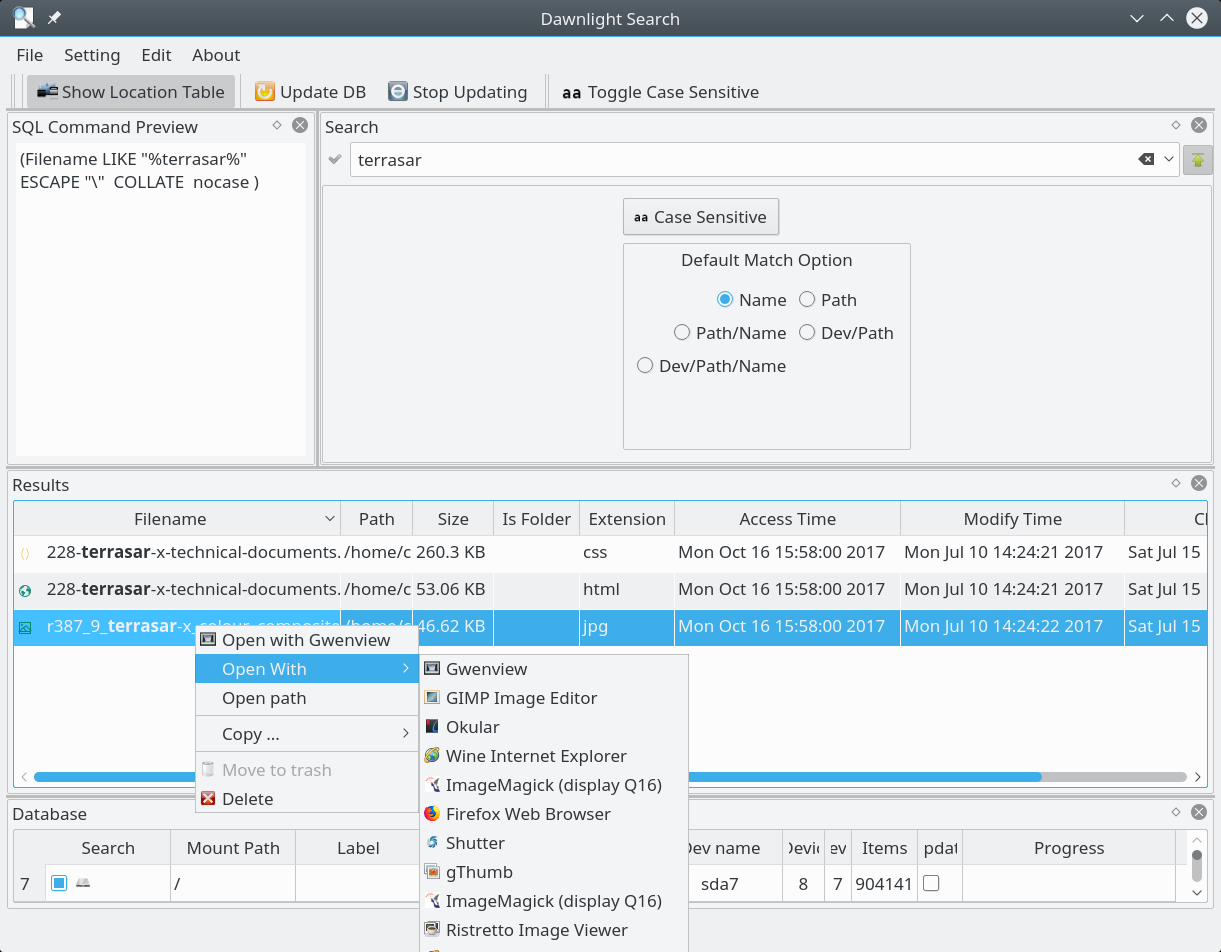 Dawnlight Search
File Setting Edit About
Show Location Table Update DB Stop Updating aa Toggle Case Sensitive
SQL Command Preview
(Filename LIKE "%terrasar%"
ESCAPE "\" COLLATE nocase )
Search
terrasar
aa Case Sensitive
Default Match Option
Name Path
Path/Name Dev/Path
Dev/Path/Name
Results
Filename Path Size Is Folder Extension Access Time Modify Time
228-terrasar-x-technical-documents. /home/c 260.3 KB css Mon Oct 16 15:58:00 2017 Mon Jul 10 14:24:21 2017 Sat Jul 15
228-terrasar-x-technical-documents. /home/c 53.06 KB html Mon Oct 16 15:58:00 2017 Mon Jul 10 14:24:21 2017 Sat Jul 15
r387_9_terrasar-x_colour_composite /home/c 46.62 KB jpg Mon Oct 16 15:58:00 2017 Mon Jul 10 14:24:22 2017 Sat Jul 15
Open with Gwenview
Open With
Open path
Copy ...
Move to trash
Delete
Gwenview
GIMP Image Editor
Okular
Wine Internet Explorer
ImageMagick (display Q16)
Firefox Web Browser
Shutter
gThumb
ImageMagick (display Q16)
Ristretto Image Viewer
Database
Search Mount Path Label Dev name Devic ev Items pdat Progress
7 / sda7 8 7 904141